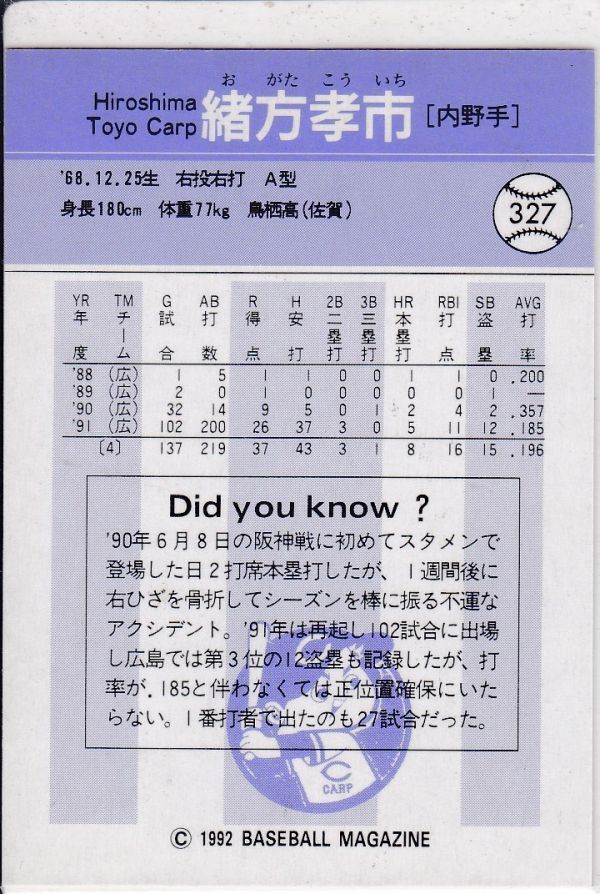 お がた こう いち
Hiroshima
Toyo Carp 緒方孝市 [内野手]
'68.12.25生 右投右打 A型
身長180cm 体重77kg 鳥栖高(佐賀)
327
YR TM G AB R H 2B 3B HR RBI SB AVG
年度 チーム 試合 打数 得点 安打 二塁打 三塁打 本塁打 打点 盗塁 打率
'88 (広) 1 5 1 1 0 0 1 1 0 .200
'89 (広) 2 0 1 0 0 0 0 0 1 —
'90 (広) 32 14 9 5 0 1 2 4 2 .357
'91 (広) 102 200 26 37 3 0 5 11 12 .185
[4] 137 219 37 43 3 1 8 16 15 .196
Did you know ?
'90年6月8日の阪神戦に初めてスタメンで
登場した日2打席本塁打したが、1週間後に
右ひざを骨折してシーズンを棒に振る不運な
アクシデント。'91年は再起し102試合に出場
し広島では第3位の12盗塁も記録したが、打
率が.185と伴わなくては正位置確保にいた
らない。1番打者で出たのも27試合だった。
C
CARP
© 1992 BASEBALL MAGAZINE